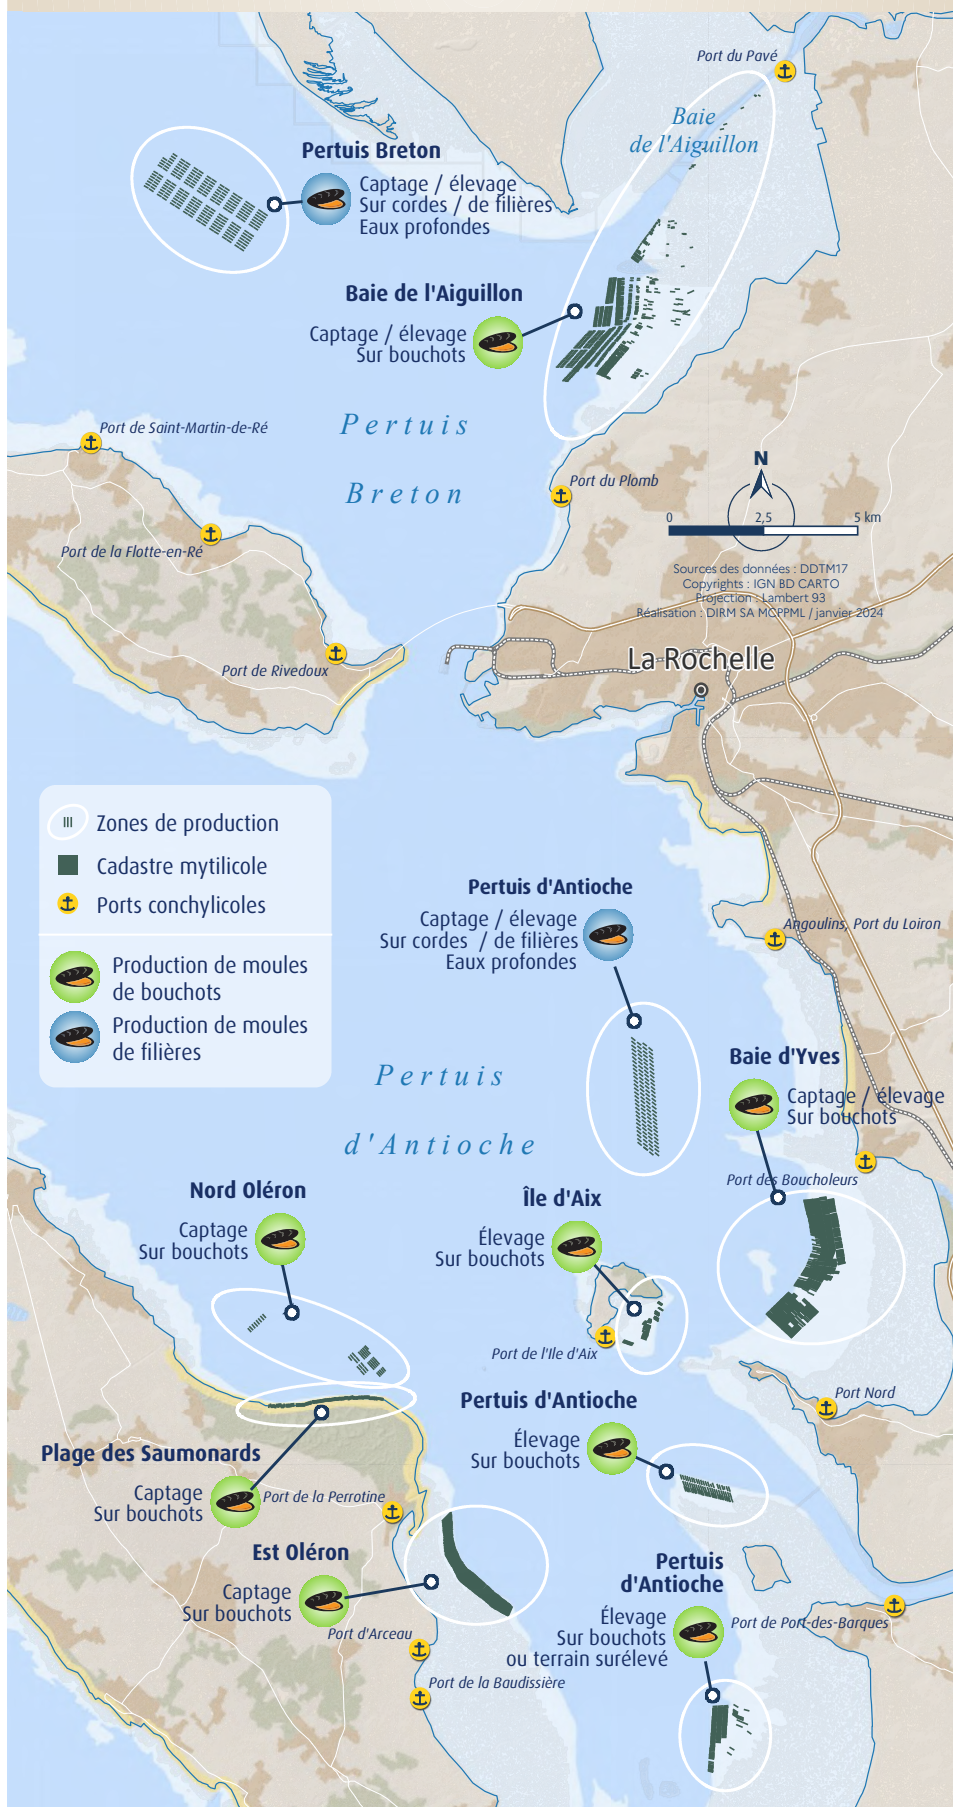 Port du Pavé
Baie
de l'Aiguillon
Pertuis Breton
Captage / élevage
Sur cordes / de filières
Eaux profondes
Baie de l'Aiguillon
Captage / élevage
Sur bouchots
Pertuis
Breton
Port de Saint-Martin-de-Ré
Port de la Flotte-en-Ré
Port de Rivedoux
Port du Plomb
N
0 2,5 5 km
Sources des données : DDTM17
Copyrights : IGN BD CARTO
Projection : Lambert 93
Réalisation : DIRM SA MCPPML / janvier 2024
La Rochelle
Zones de production
Cadastre mytilicole
Ports conchylicoles
Production de moules
de bouchots
Production de moules
de filières
Pertuis d'Antioche
Captage / élevage
Sur cordes / de filières
Eaux profondes
Angoulins, Port du Loiron
Pertuis
d'Antioche
Baie d'Yves
Captage / élevage
Sur bouchots
Port des Boucholeurs
Nord Oléron
Captage
Sur bouchots
Île d'Aix
Élevage
Sur bouchots
Port de l'Ile d'Aix
Port Nord
Pertuis d'Antioche
Élevage
Sur bouchots
Plage des Saumonards
Captage
Sur bouchots
Port de la Perrotine
Est Oléron
Captage
Sur bouchots
Port d'Arceau
Port de la Baudissière
Pertuis
d'Antioche
Élevage
Sur bouchots
ou terrain surélevé
Port de Port-des-Barques